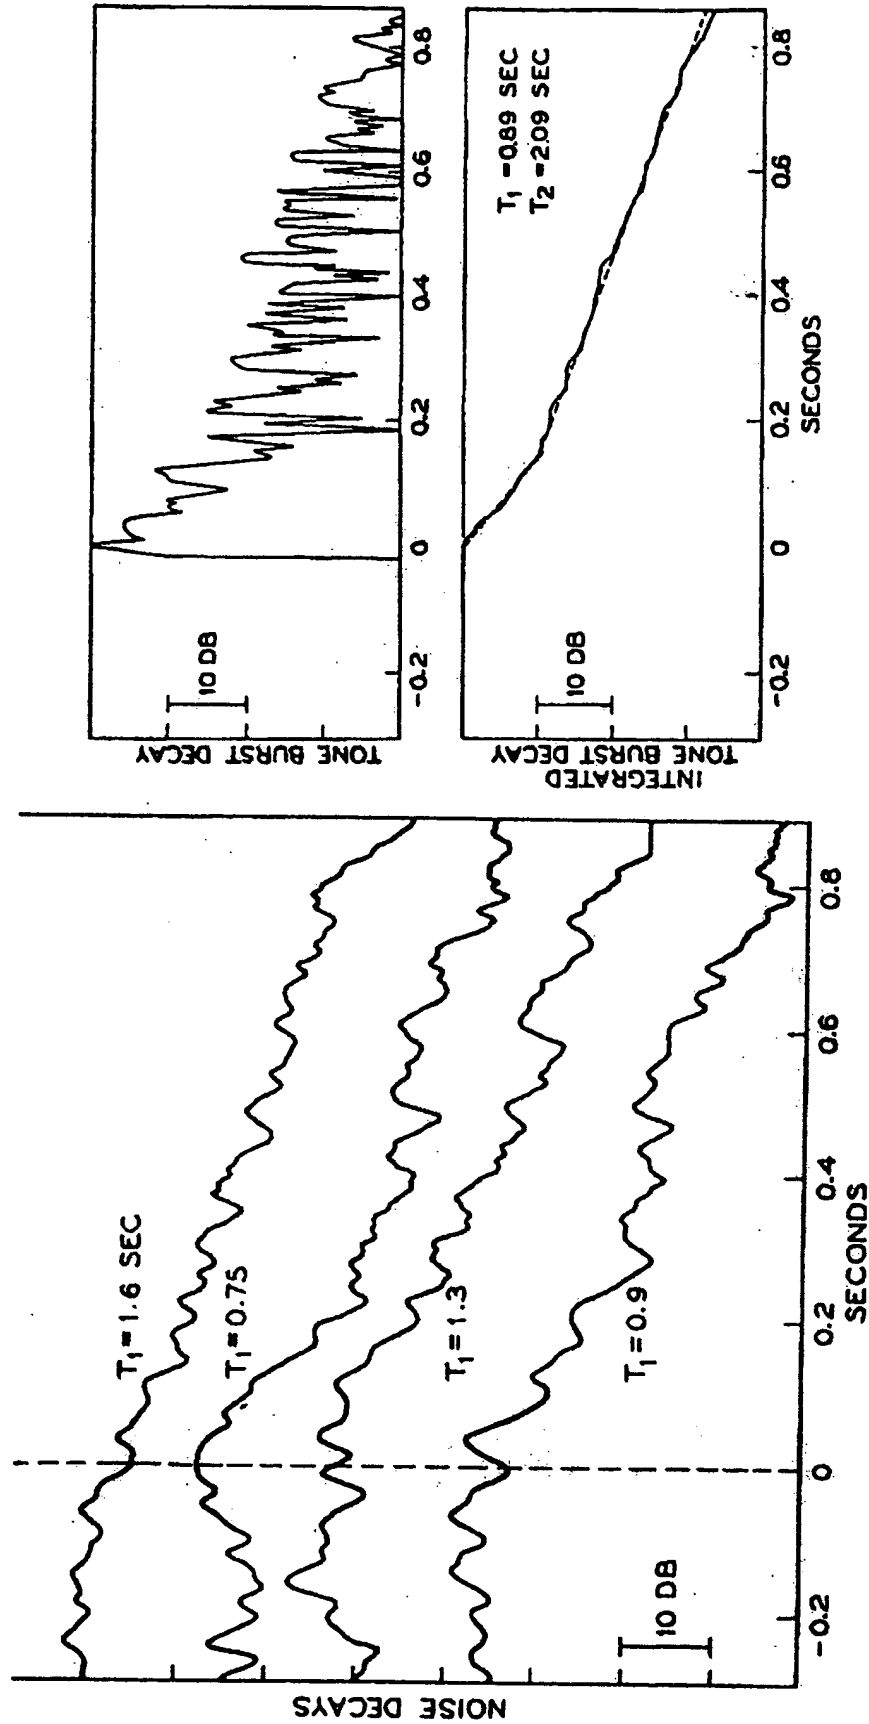 NOISE DECAYS
T₁=1.6 SEC
T₁=0.75
T₁=1.3
T₁=0.9
10 DB
-0.2 0 0.2 0.4 0.6 0.8
SECONDS
TONE BURST DECAY
10 DB
-0.2 0 0.2 0.4 0.6 0.8
INTEGRATED
TONE BURST DECAY
T₁ =0.89 SEC
T₂ =2.09 SEC
10 DB
-0.2 0 0.2 0.4 0.6 0.8
SECONDS